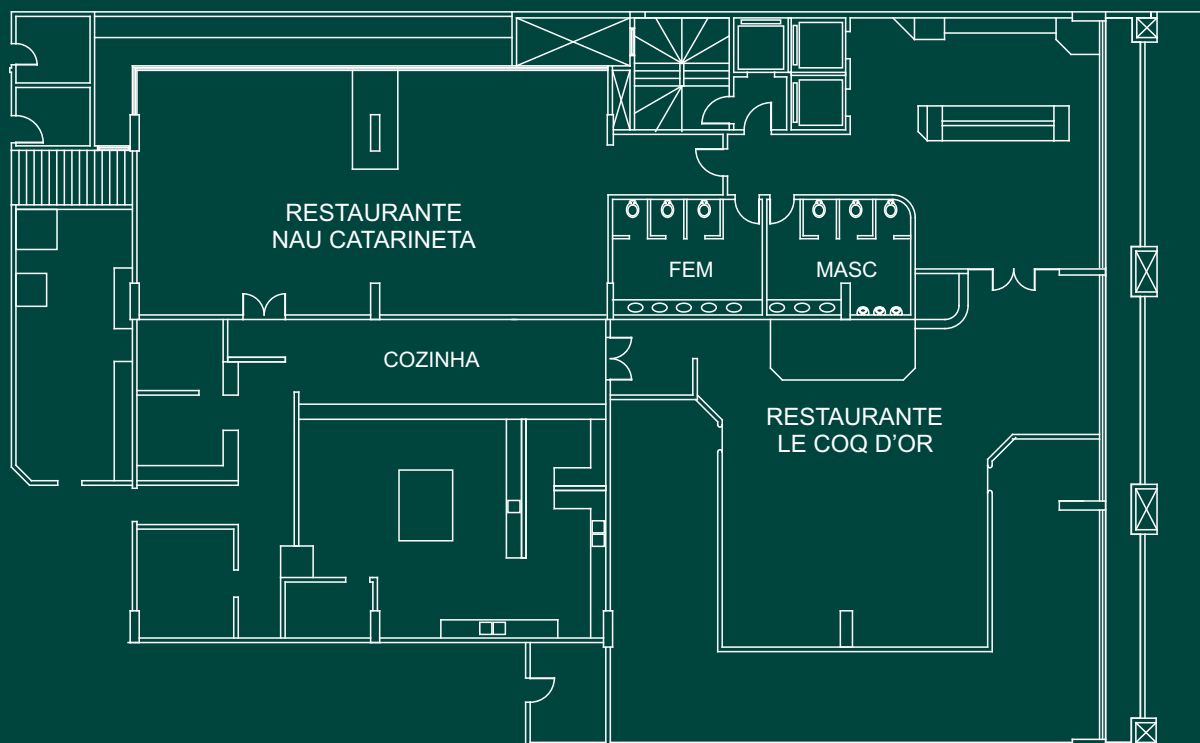 RESTAURANTE
NAU CATARINETA
FEM
MASC
COZINHA
RESTAURANTE
LE COQ D'OR